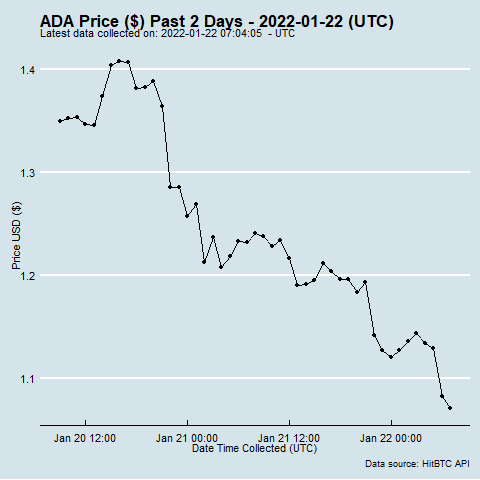 ADA Price ($) Past 2 Days - 2022-01-22 (UTC)
Latest data collected on: 2022-01-22 07:04:05  - UTC
1.4
1.3
1.2
1.1
Price USD ($)
Jan 20 12:00 Jan 21 00:00 Jan 21 12:00 Jan 22 00:00
Date Time Collected (UTC)
Data source: HitBTC API